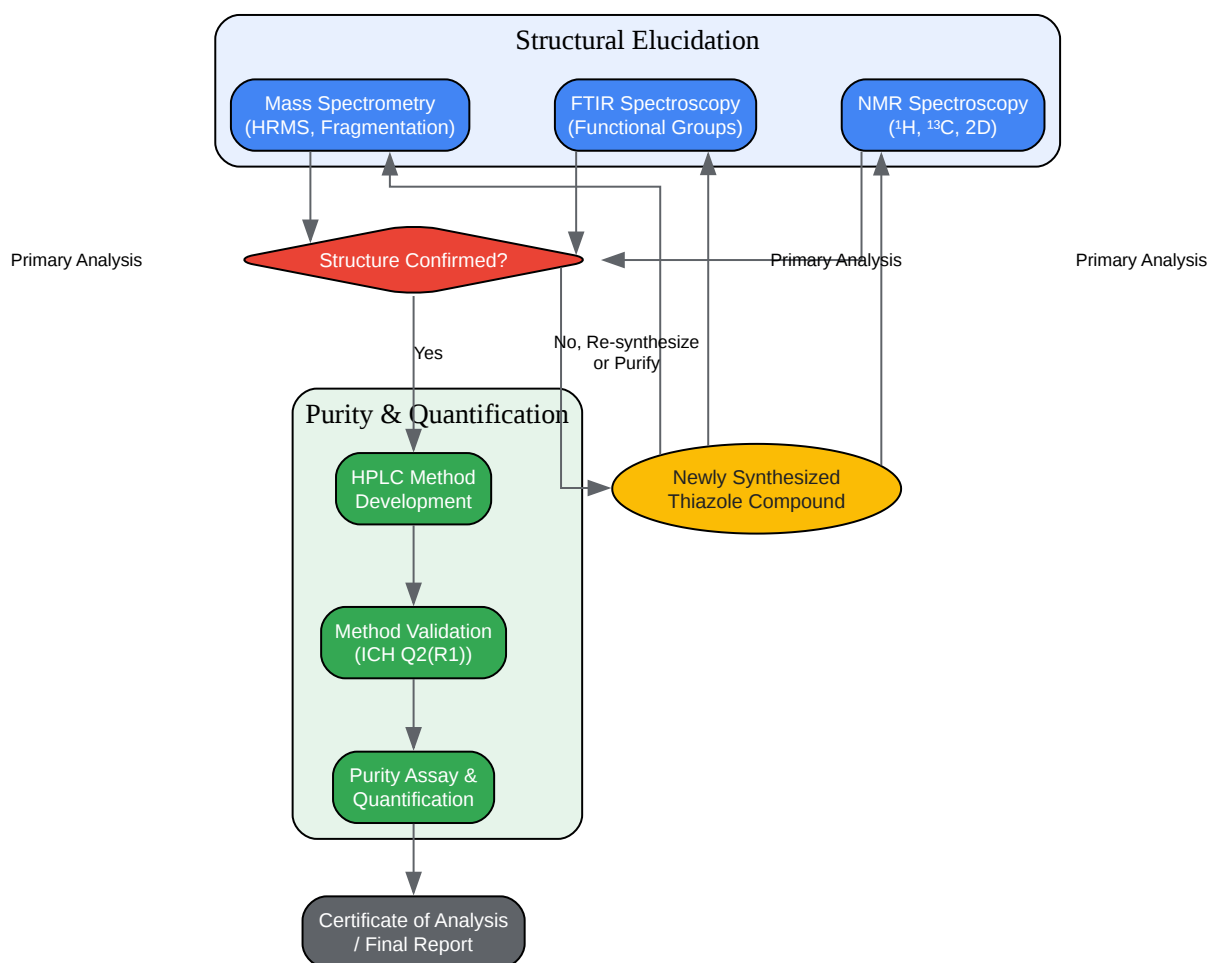 Structural Elucidation
Mass Spectrometry
(HRMS, Fragmentation)
FTIR Spectroscopy
(Functional Groups)
NMR Spectroscopy
(¹H, ¹³C, 2D)
Primary Analysis
Structure Confirmed?
Primary Analysis
Primary Analysis
Yes
No, Re-synthesize
or Purify
Purity & Quantification
HPLC Method
Development
Newly Synthesized
Thiazole Compound
Method Validation
(ICH Q2(R1))
Purity Assay &
Quantification
Certificate of Analysis
/ Final Report